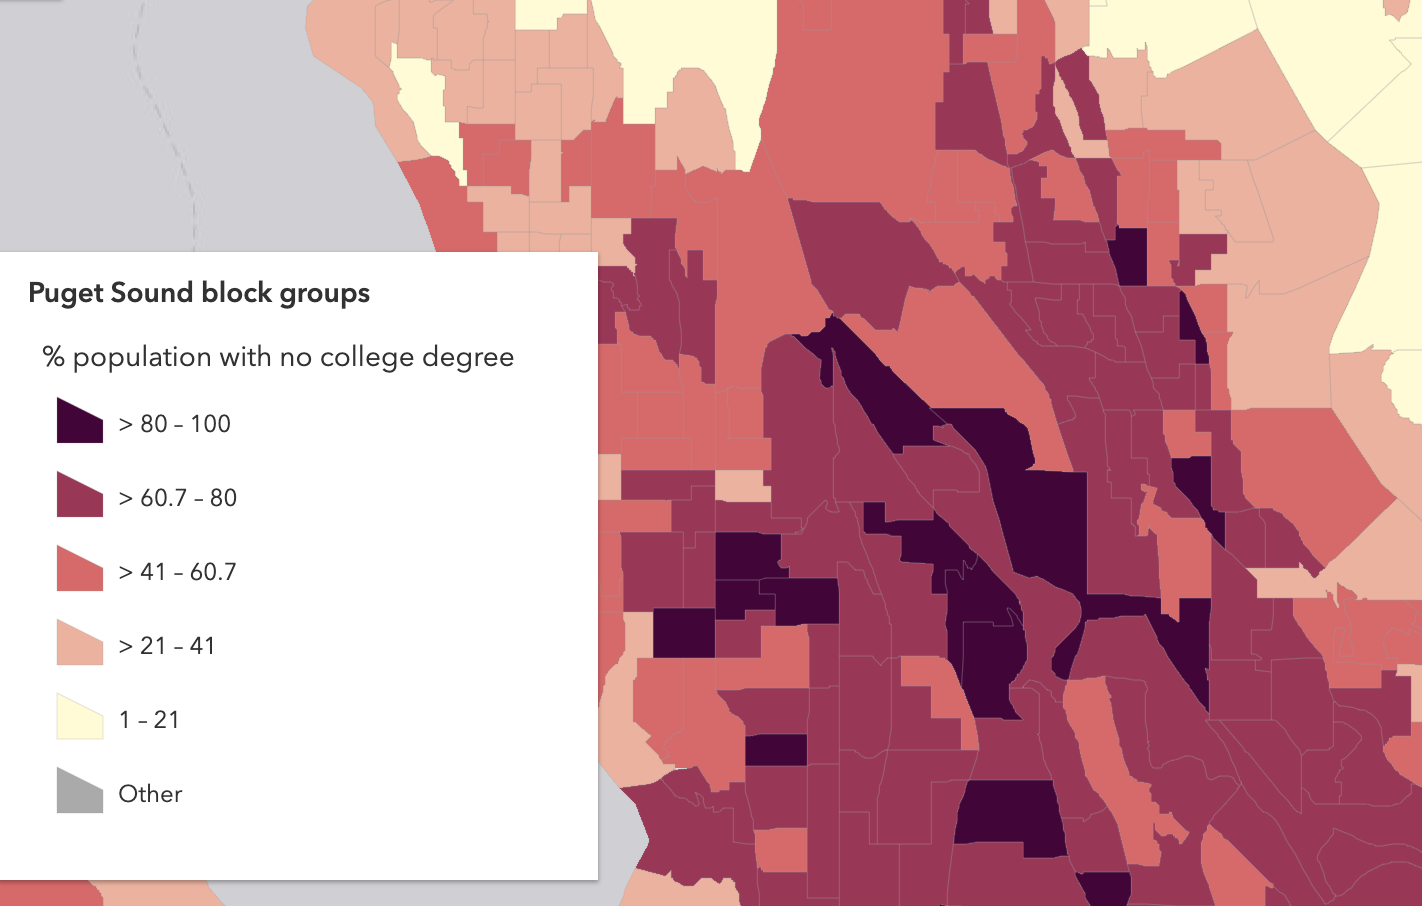 Puget Sound block groups
% population with no college degree
> 80 – 100
> 60.7 – 80
> 41 – 60.7
> 21 – 41
1 – 21
Other